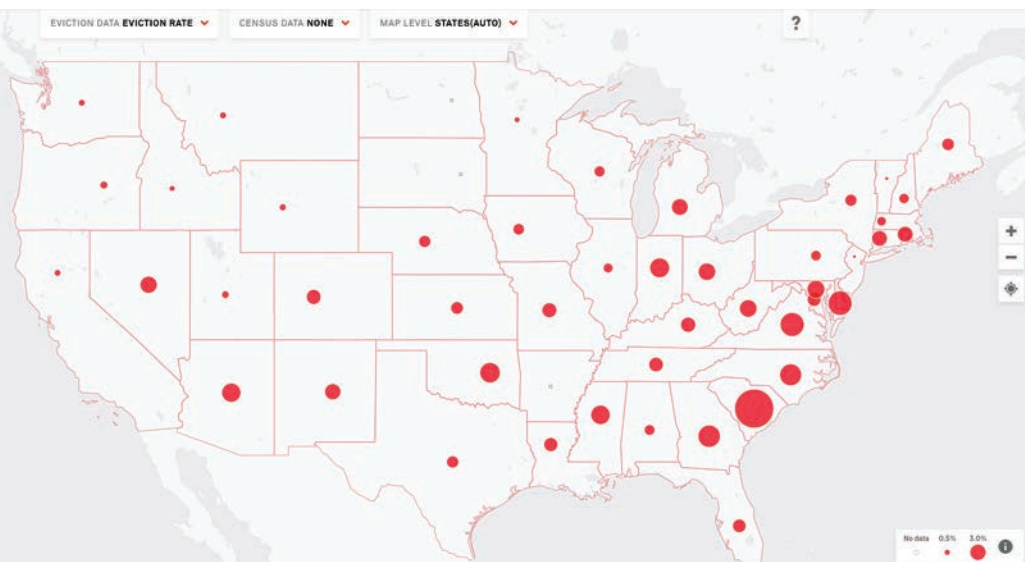 EVICTION DATA EVICTION RATE
CENSUS DATA NONE
MAP LEVEL STATES(AUTO)
?
+
−
No data 0.5% 3.0%
i